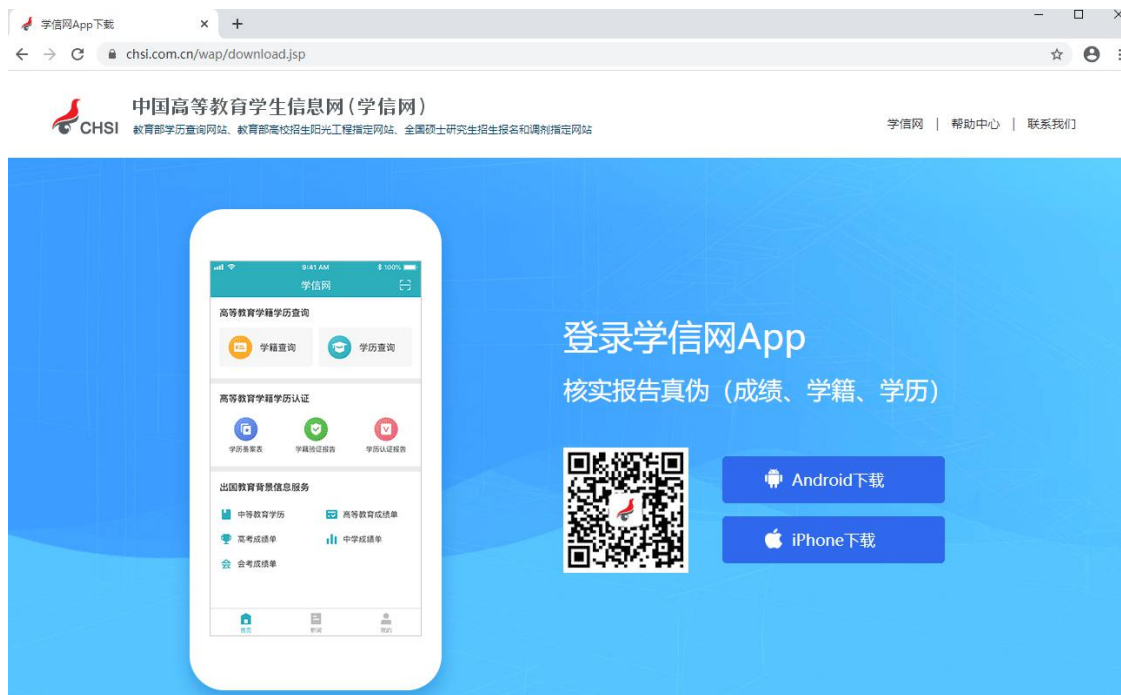 学信网App下载
chsi.com.cn/wap/download.jsp
CHSI
中国高等教育学生信息网(学信网)
教育部学历查询网站、教育部高校招生阳光工程指定网站、全国硕士研究生招生报名和调剂指定网站
学信网 | 帮助中心 | 联系我们
9:41 AM
100%
学信网
高等教育学籍学历查询
学籍查询
学历查询
高等教育学籍学历认证
学历备案表
学籍验证报告
学历认证报告
出国教育背景信息服务
中等教育学历
高等教育成绩单
高考成绩单
中学成绩单
会考成绩单
首页
新闻
我的
登录学信网App
核实报告真伪(成绩、学籍、学历)
Android下载
iPhone下载